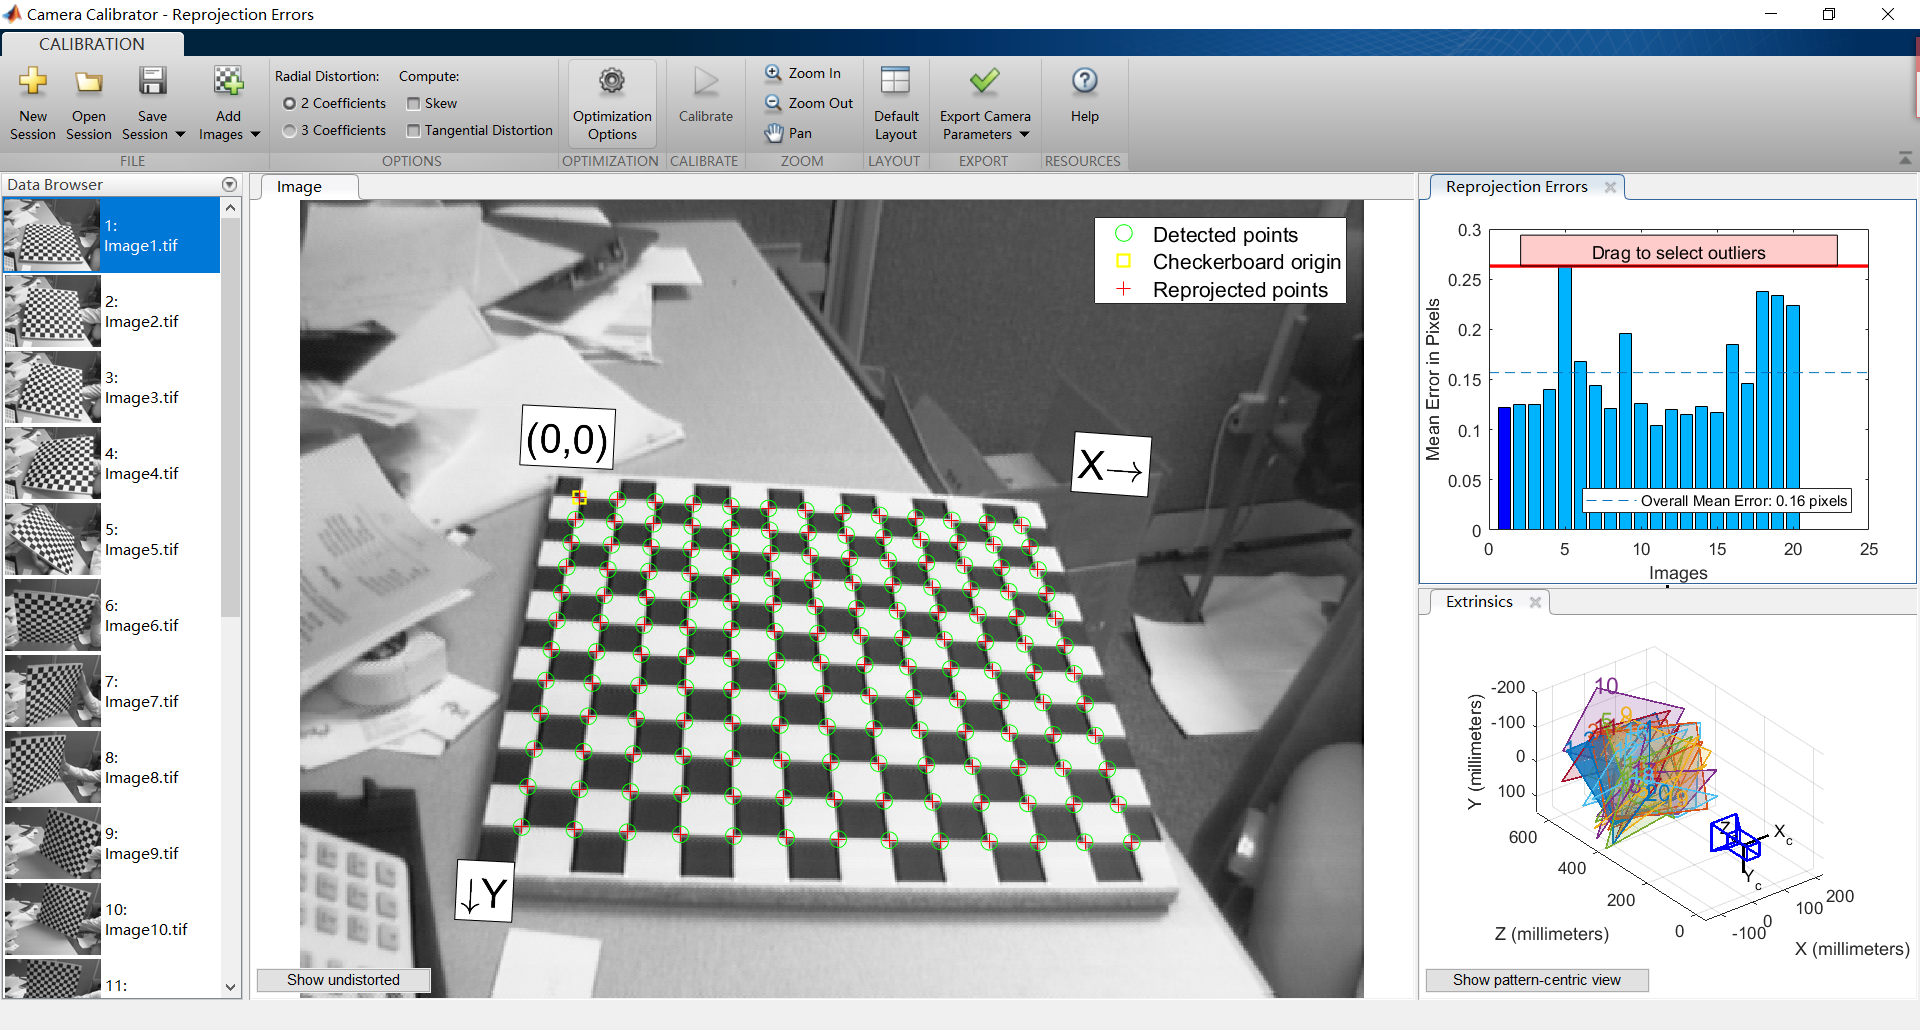 Camera Calibrator - Reprojection Errors
CALIBRATION
New Session
Open Session
Save Session
Add Images
Radial Distortion:
2 Coefficients
3 Coefficients
Compute:
Skew
Tangential Distortion
Optimization Options
Calibrate
Zoom In
Zoom Out
Pan
Default Layout
Export Camera Parameters
Help
FILE
OPTIONS
OPTIMIZATION
CALIBRATE
ZOOM
LAYOUT
EXPORT
RESOURCES
Data Browser
1:
Image1.tif
2:
Image2.tif
3:
Image3.tif
4:
Image4.tif
5:
Image5.tif
6:
Image6.tif
7:
Image7.tif
8:
Image8.tif
9:
Image9.tif
10:
Image10.tif
11:
Image
Detected points
Checkerboard origin
Reprojected points
(0,0)
X→
↓Y
Show undistorted
Reprojection Errors
Drag to select outliers
0.3
0.25
0.2
0.15
0.1
0.05
0
Mean Error in Pixels
Overall Mean Error: 0.16 pixels
0 5 10 15 20 25
Images
Extrinsics
-200
-100
0
100
Y (millimeters)
600
400
200
0
Z (millimeters)
-100
0
100
200
X (millimeters)
10
5
9
20
Xc
Yc
Z
Show pattern-centric view